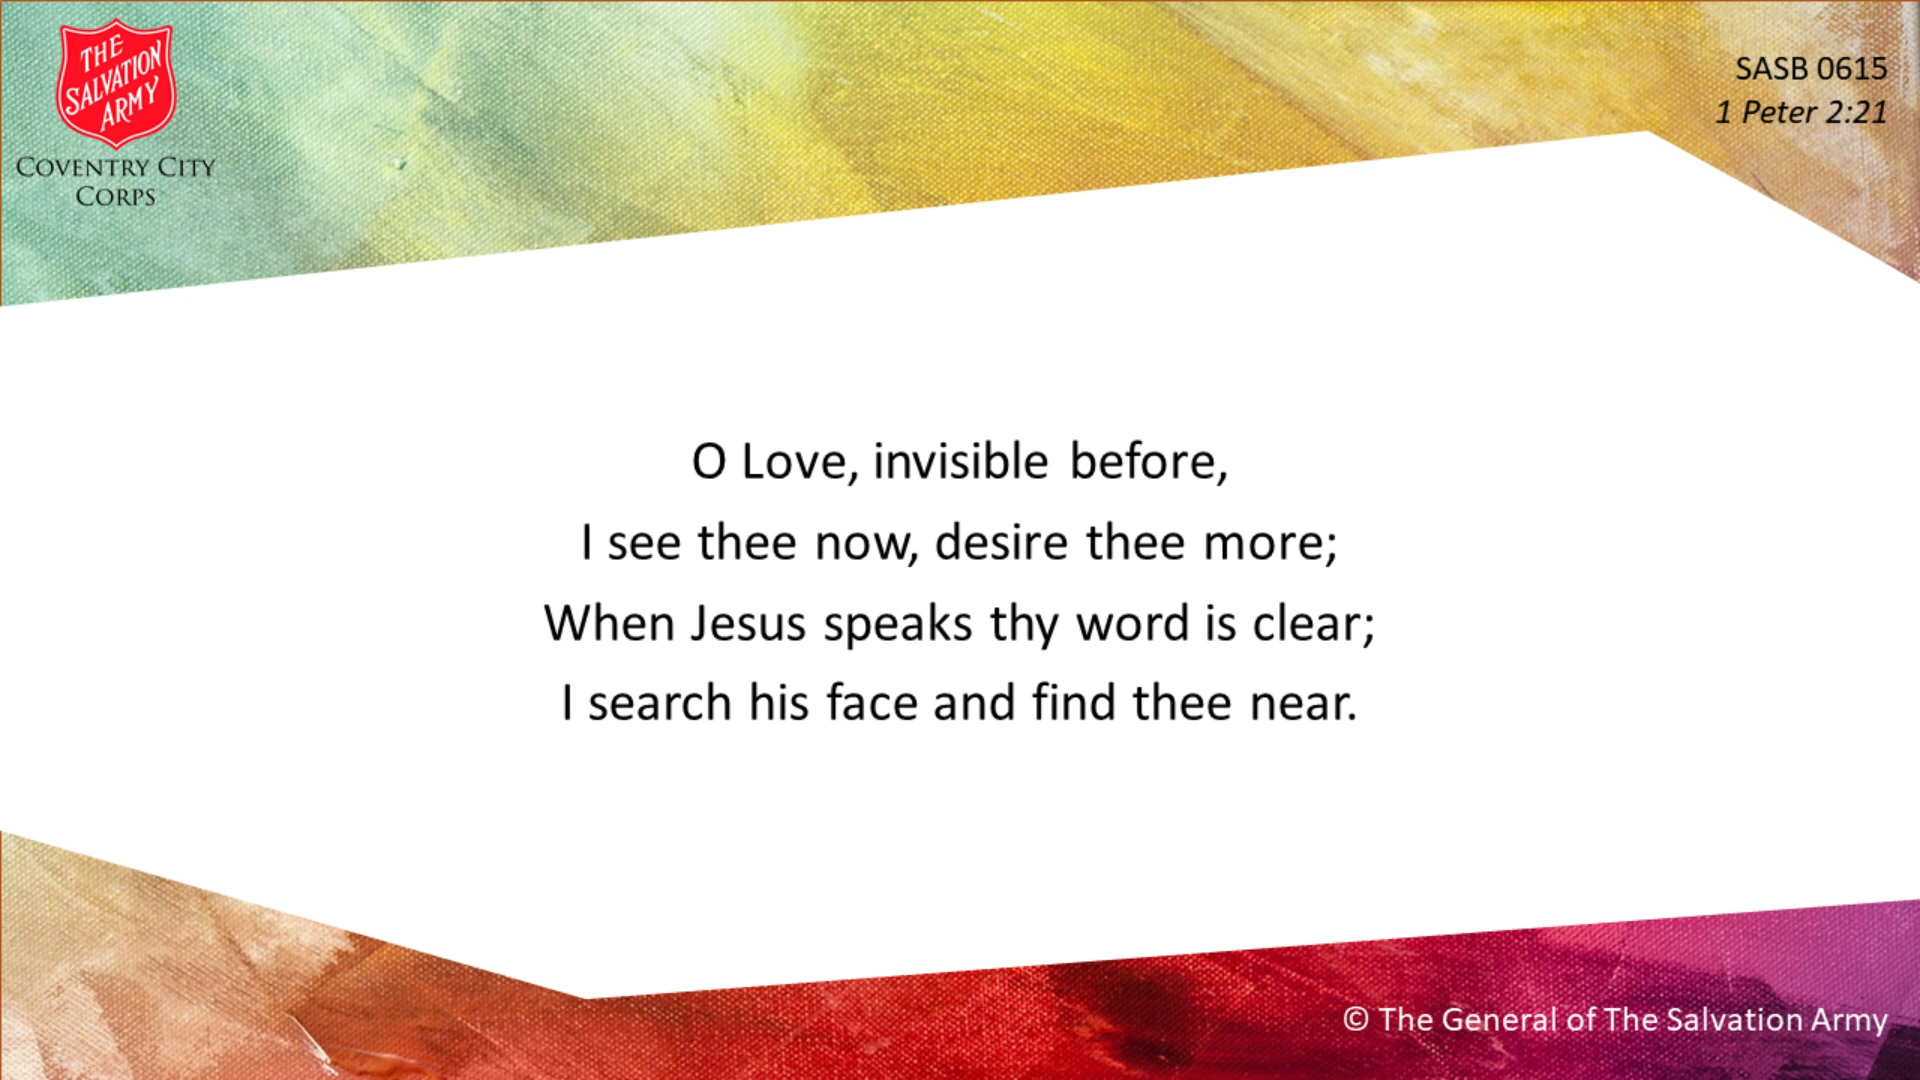 THE
SALVATION
ARMY
COVENTRY CITY
CORPS
SASB 0615
1 Peter 2:21
O Love, invisible before,
I see thee now, desire thee more;
When Jesus speaks thy word is clear;
I search his face and find thee near.
© The General of The Salvation Army